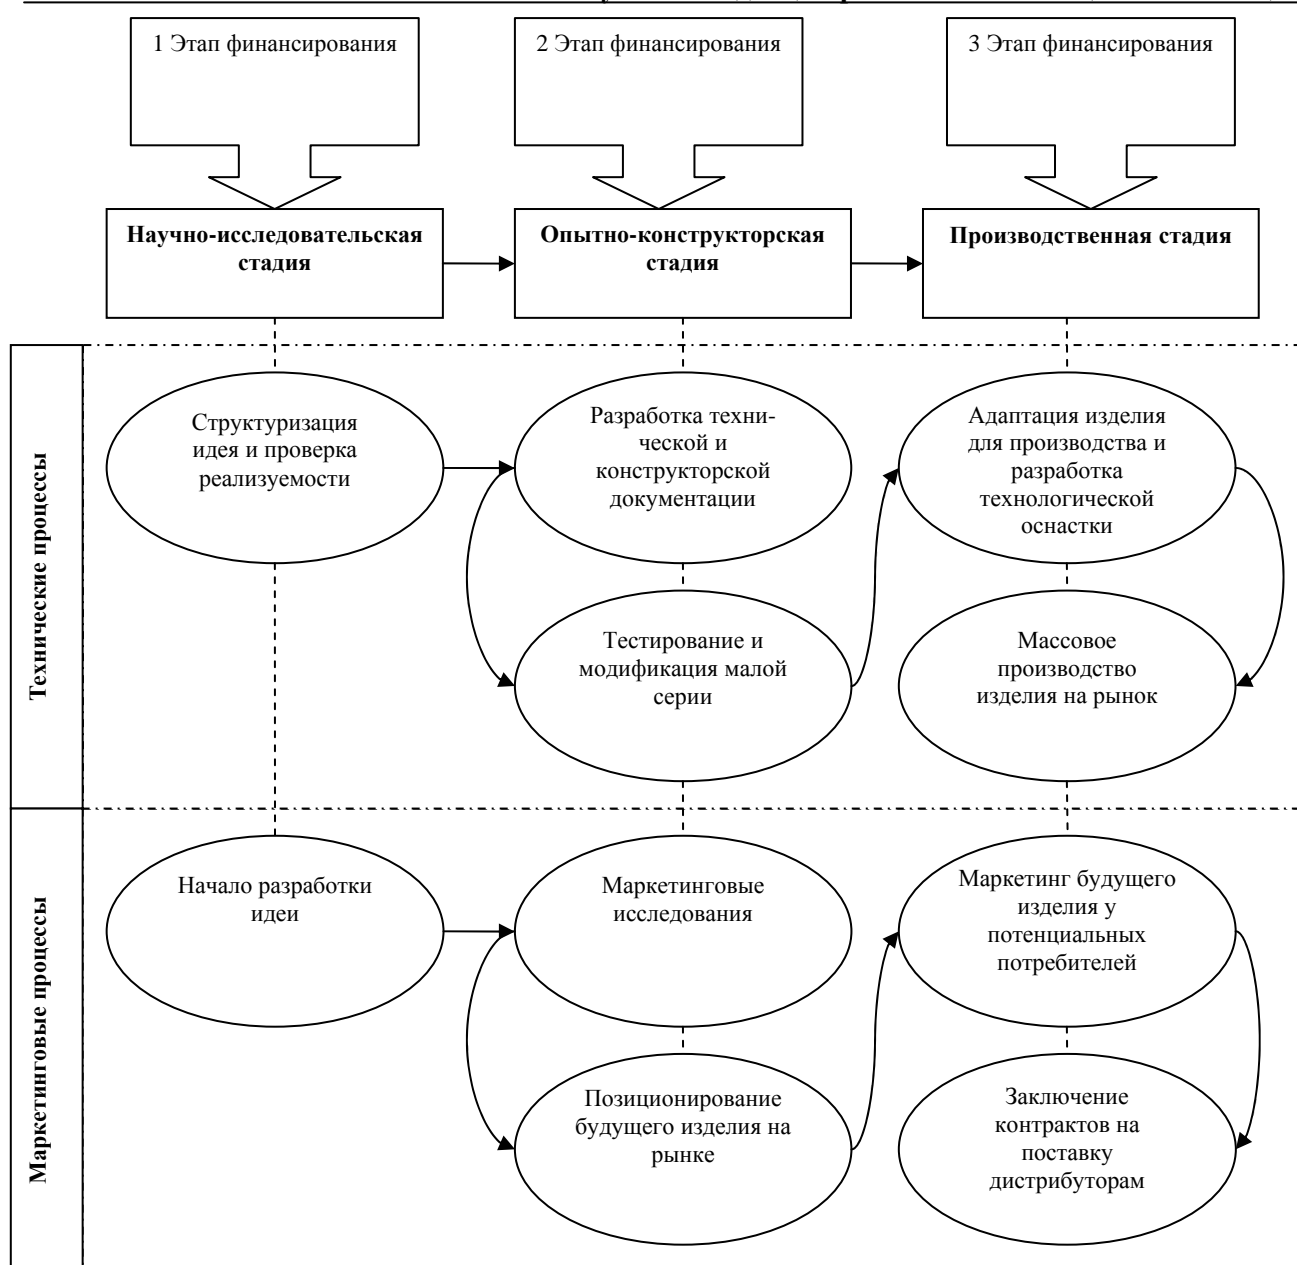 1 Этап финансирования
2 Этап финансирования
3 Этап финансирования
Научно-исследовательская
стадия
Опытно-конструкторская
стадия
Производственная стадия
Технические процессы
Структуризация
идея и проверка
реализуемости
Разработка техни-
ческой и
конструкторской
документации
Адаптация изделия
для производства и
разработка
технологической
оснастки
Тестирование и
модификация малой
серии
Массовое
производство
изделия на рынок
Маркетинговые процессы
Начало разработки
идеи
Маркетинговые
исследования
Маркетинг будущего
изделия у
потенциальных
потребителей
Позиционирование
будущего изделия на
рынке
Заключение
контрактов на
поставку
дистрибуторам